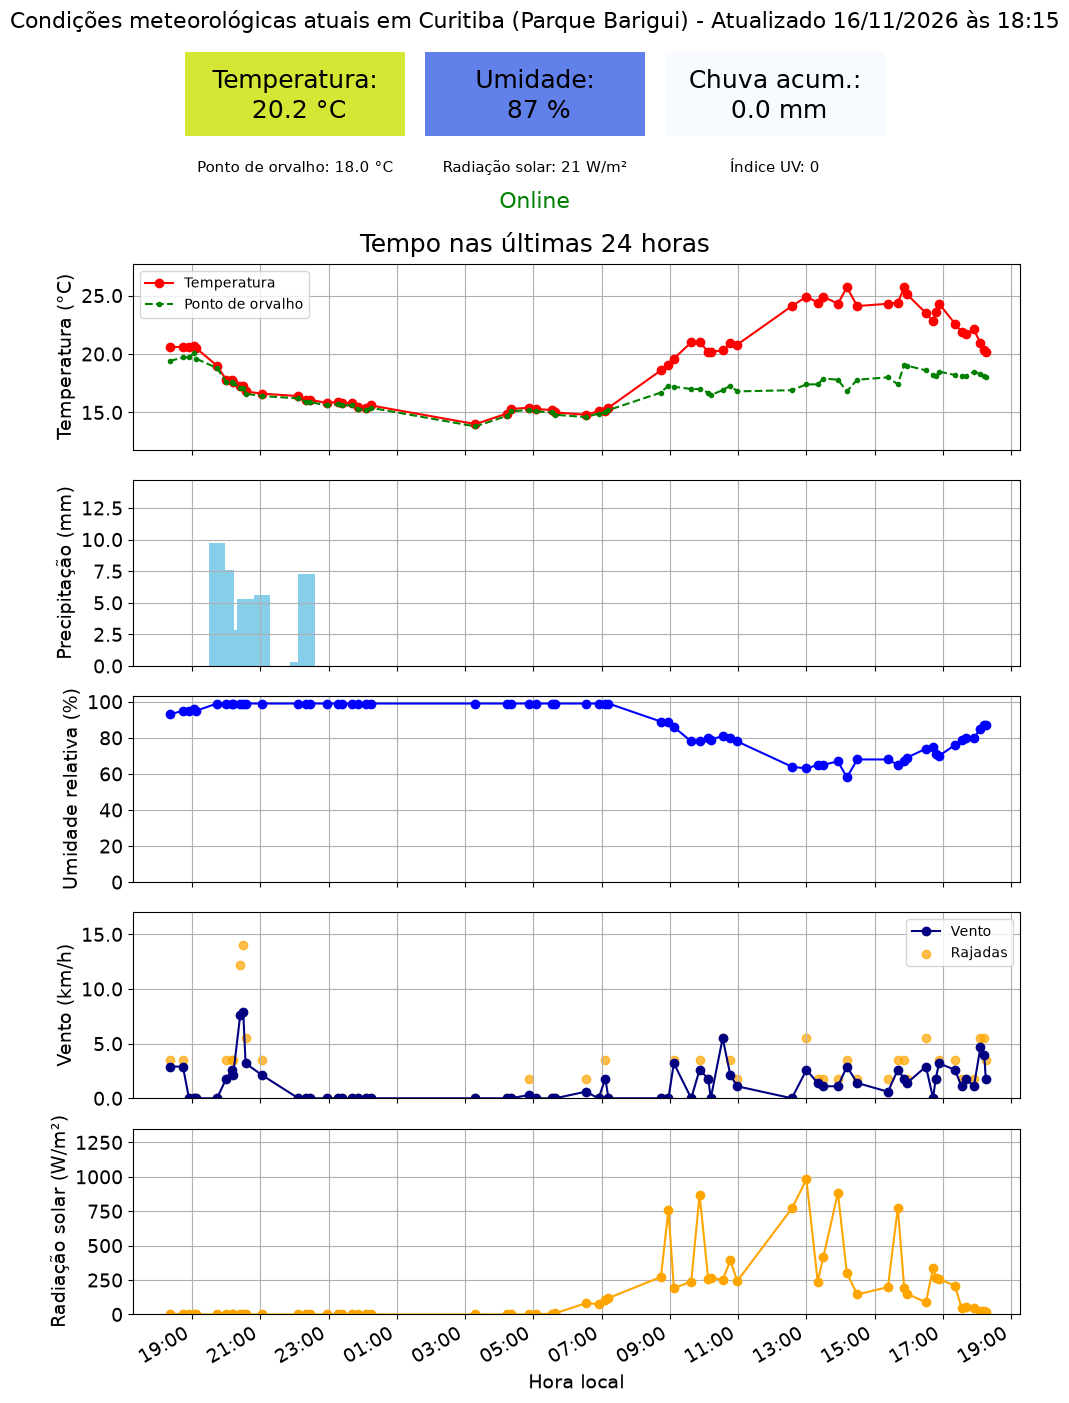 Condições meteorológicas atuais em Curitiba (Parque Barigui) - Atualizado 16/11/2026 às 18:15
Temperatura:
20.2 °C
Umidade:
87 %
Chuva acum.:
0.0 mm
Ponto de orvalho: 18.0 °C
Radiação solar: 21 W/m²
Índice UV: 0
Online
Tempo nas últimas 24 horas
Temperatura (°C)
25.0
20.0
15.0
Temperatura
Ponto de orvalho
Precipitação (mm)
12.5
10.0
7.5
5.0
2.5
0.0
Umidade relativa (%)
100
80
60
40
20
0
Vento (km/h)
15.0
10.0
5.0
0.0
Vento
Rajadas
Radiação solar (W/m²)
1250
1000
750
500
250
0
19:00
21:00
23:00
01:00
03:00
05:00
07:00
09:00
11:00
13:00
15:00
17:00
19:00
Hora local